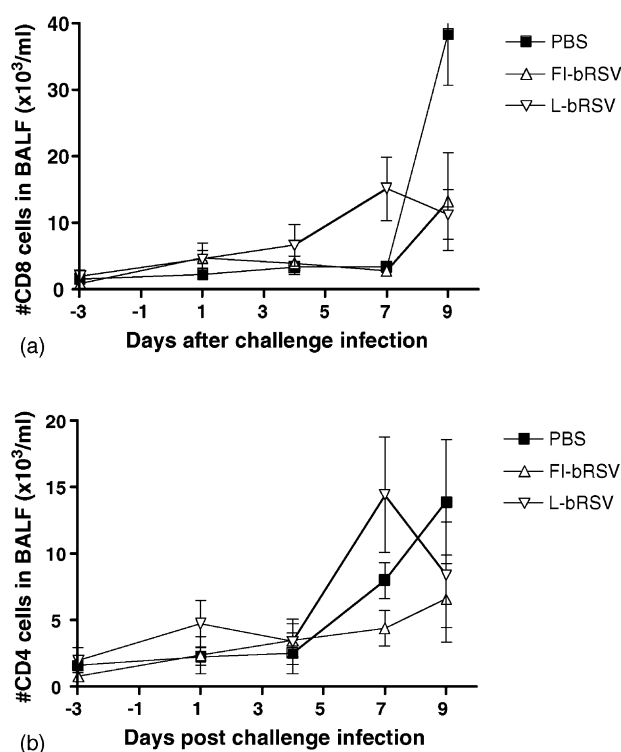 #CD8 cells in BALF (x10³/ml)
40
30
20
10
0
-3 -1 1 3 5 7 9
Days after challenge infection
(a)
PBS
FI-bRSV
L-bRSV
#CD4 cells in BALF (x10³/ml)
20
15
10
5
0
-3 -1 1 3 5 7 9
Days post challenge infection
(b)
PBS
FI-bRSV
L-bRSV